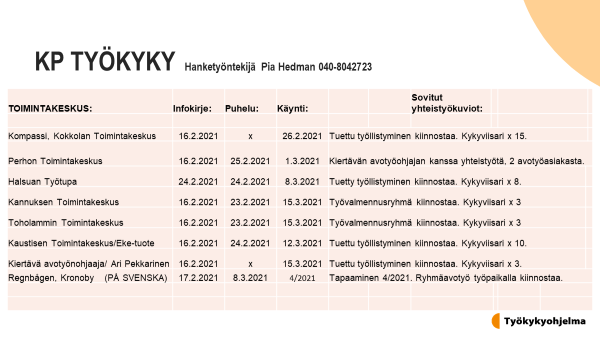 KP TYÖKYKY Hanketyöntekijä Pia Hedman 040-8042723
TOIMINTAKESKUS: Infokirje: Puhelu: Käynti: Sovitut yhteistyökuviot:
Kompassi, Kokkolan Toimintakeskus 16.2.2021 x 26.2.2021 Tuettu työllistyminen kiinnostaa. Kykyviisari x 15.
Perhon Toimintakeskus 16.2.2021 25.2.2021 1.3.2021 Kiertävän avotyöohjajan kanssa yhteistyötä, 2 avotyöasiakasta.
Halsuan Työtupa 24.2.2021 24.2.2021 8.3.2021 Tuetty työllistyminen kiinnostaa. Kykyviisari x 8.
Kannuksen Toimintakeskus 16.2.2021 23.2.2021 15.3.2021 Työvalmennusryhmä kiinnostaa. Kykyviisari x 3
Toholammin Toimintakeskus 16.2.2021 23.2.2021 15.3.2021 Työvalmennusryhmä kiinnostaa. Kykyviisari x 3
Kaustisen Toimintakeskus/Eke-tuote 16.2.2021 24.2.2021 12.3.2021 Tuettu työllistyminen kiinnostaa. Kykyviisari x 10.
Kiertävä avotyönohjaaja/ Ari Pekkarinen 16.2.2021 x 15.3.2021 Tuettu työllistyminen kiinnostaa. Kykyviisari x 3.
Regnbågen, Kronoby (PÅ SVENSKA) 17.2.2021 8.3.2021 4/2021 Tapaaminen 4/2021. Ryhmäavotyö työpaikalla kiinnostaa.
Työkykyohjelma